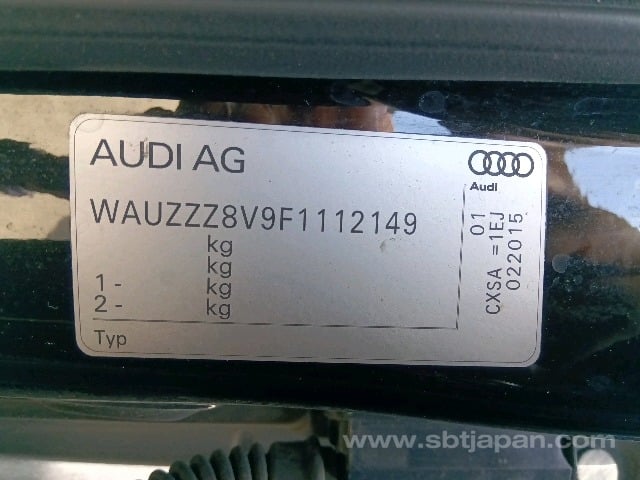 AUDI AG
Audi
WAUZZZ8V9F1112149
kg
kg
1 - kg
2 - kg
Typ
01
CXSA =1EJ
022015
www.sbtjapan.com